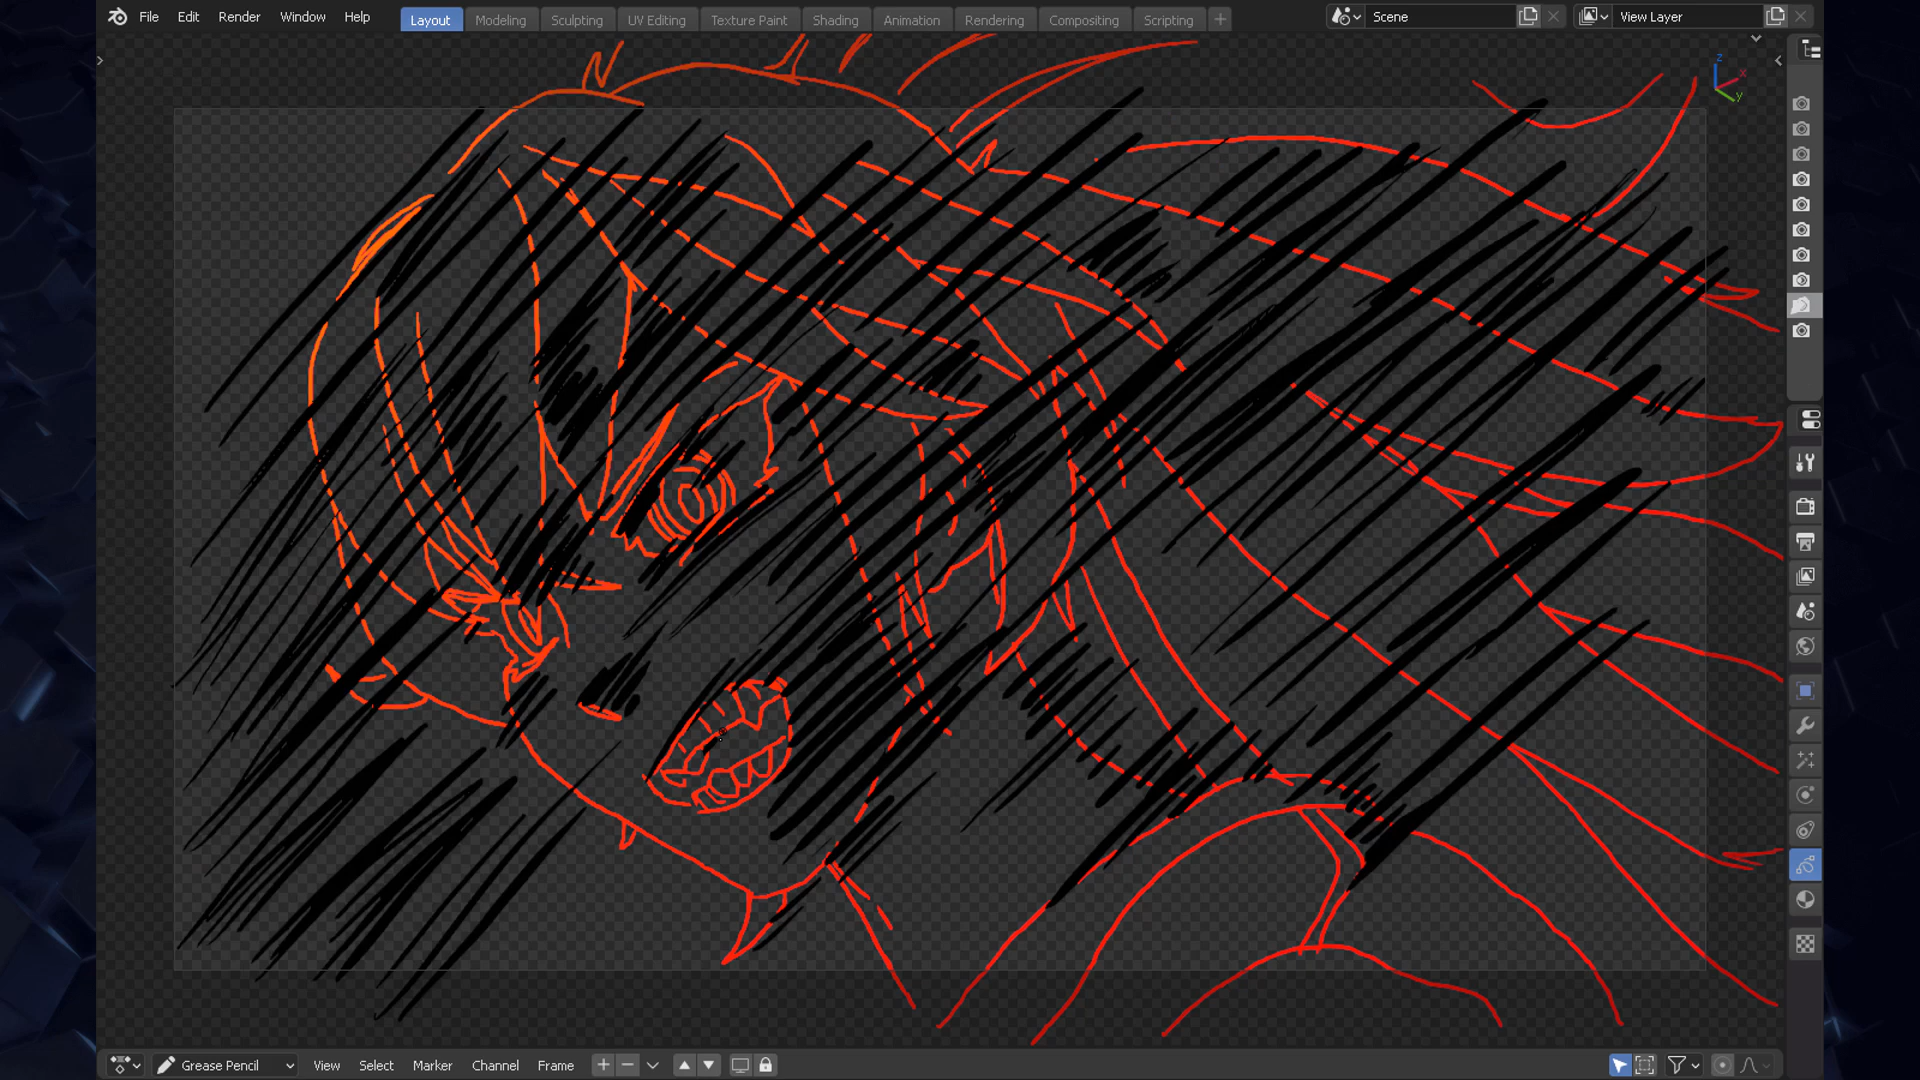 File Edit Render Window Help
Layout Modeling Sculpting UV Editing Texture Paint Shading Animation Rendering Compositing Scripting +
Scene
View Layer
Z
X
Y
Grease Pencil View Select Marker Channel Frame